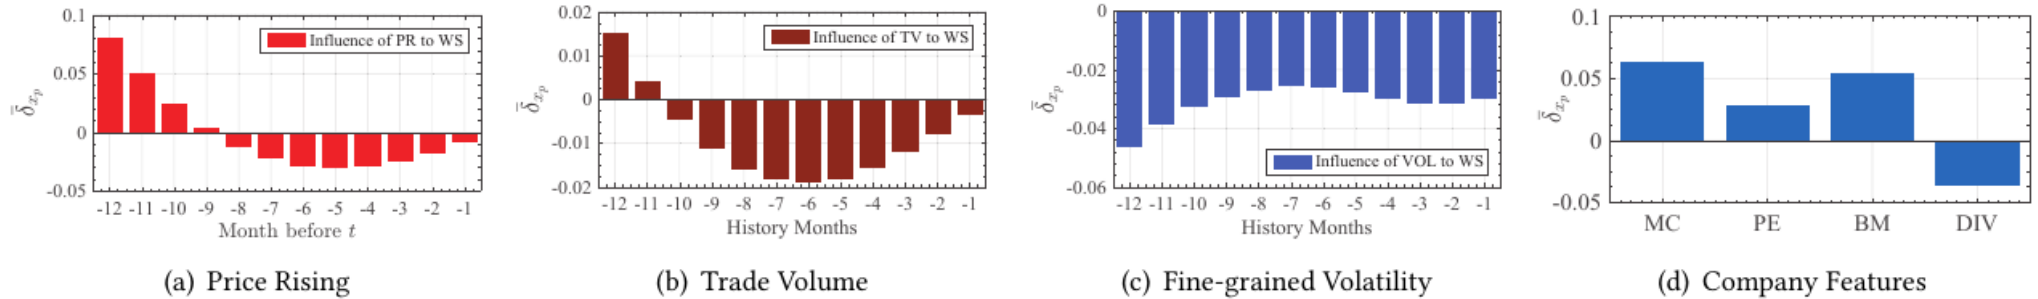 0.1
0.05
0
-0.05
δ̄ₓₚ
Influence of PR to WS
-12 -11 -10 -9 -8 -7 -6 -5 -4 -3 -2 -1
Month before t
(a) Price Rising
0.02
0.01
0
-0.01
-0.02
δ̄ₓₚ
Influence of TV to WS
-12 -11 -10 -9 -8 -7 -6 -5 -4 -3 -2 -1
History Months
(b) Trade Volume
0
-0.02
-0.04
-0.06
δ̄ₓₚ
Influence of VOL to WS
-12 -11 -10 -9 -8 -7 -6 -5 -4 -3 -2 -1
History Months
(c) Fine-grained Volatility
0.1
0.05
0
-0.05
δ̄ₓₚ
MC PE BM DIV
(d) Company Features